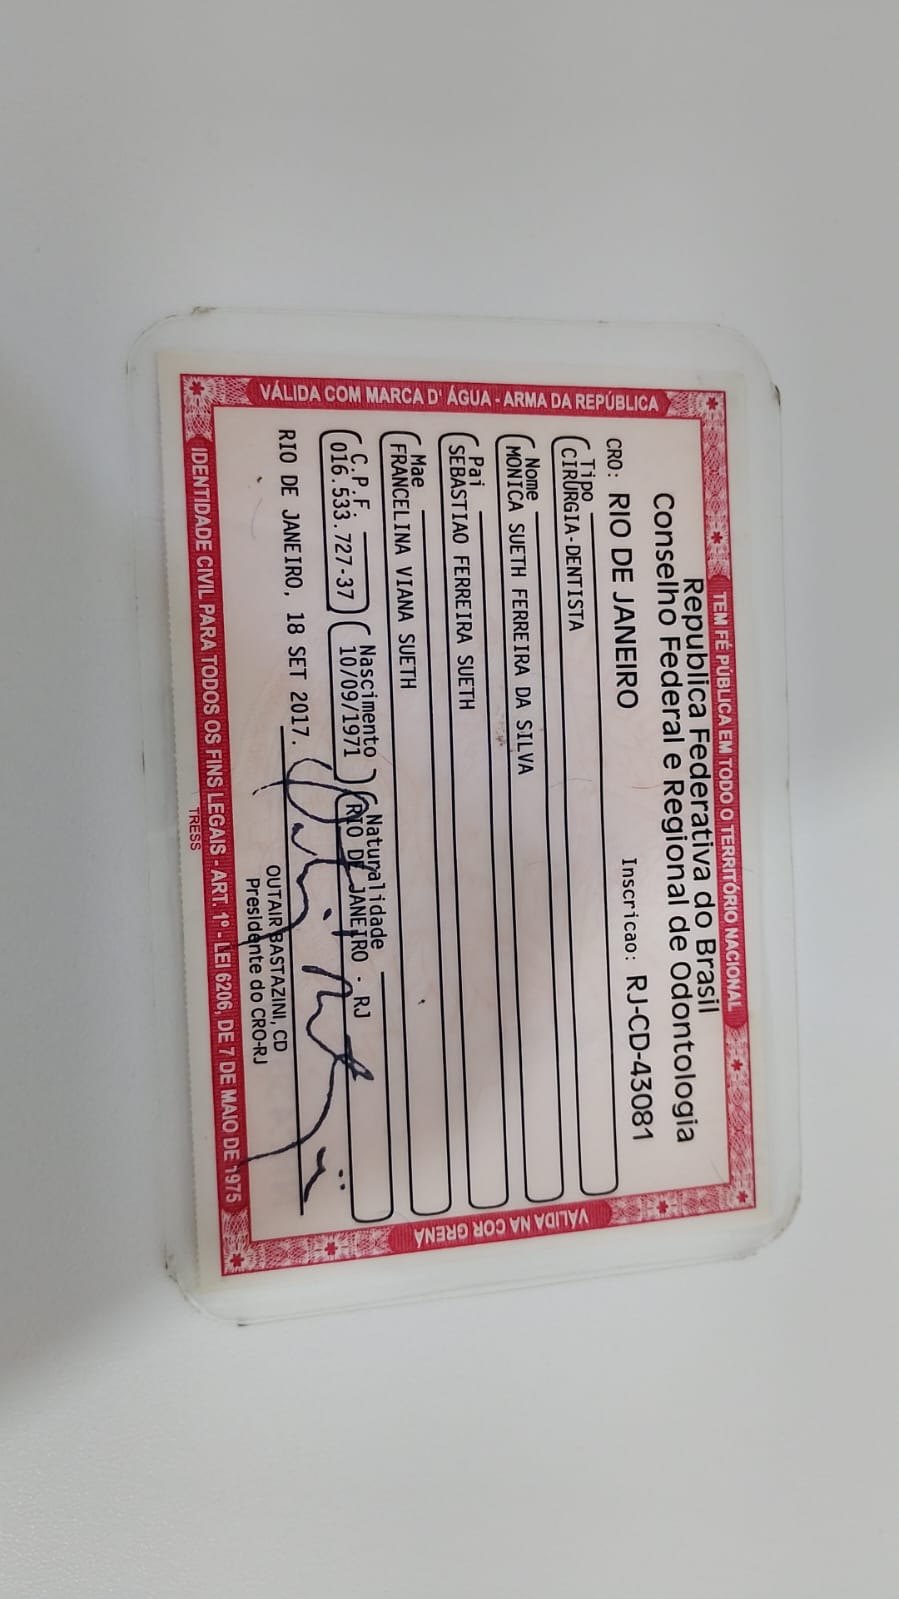 TEM FÉ PÚBLICA EM TODO O TERRITÓRIO NACIONAL
VÁLIDA COM MARCA D' ÁGUA - ARMA DA REPÚBLICA
Republica Federativa do Brasil
Conselho Federal e Regional de Odontologia
CRO: RIO DE JANEIRO Inscricao: RJ-CD-43081
Tipo
CIRURGIA-DENTISTA
Nome
MONICA SUETH FERREIRA DA SILVA
Pai
SEBASTIAO FERREIRA SUETH
Mae
FRANCELINA VIANA SUETH
C.P.F. Nascimento Naturalidade
016.533.727-37 10/09/1971 RIO DE JANEIRO - RJ
RIO DE JANEIRO, 18 SET 2017.
OUTAIR BASTAZINI, CD
Presidente do CRO-RJ
VÁLIDA NA COR GRENÁ
IDENTIDADE CIVIL PARA TODOS OS FINS LEGAIS - ART. 1º - LEI 6206, DE 7 DE MAIO DE 1975
TRESS